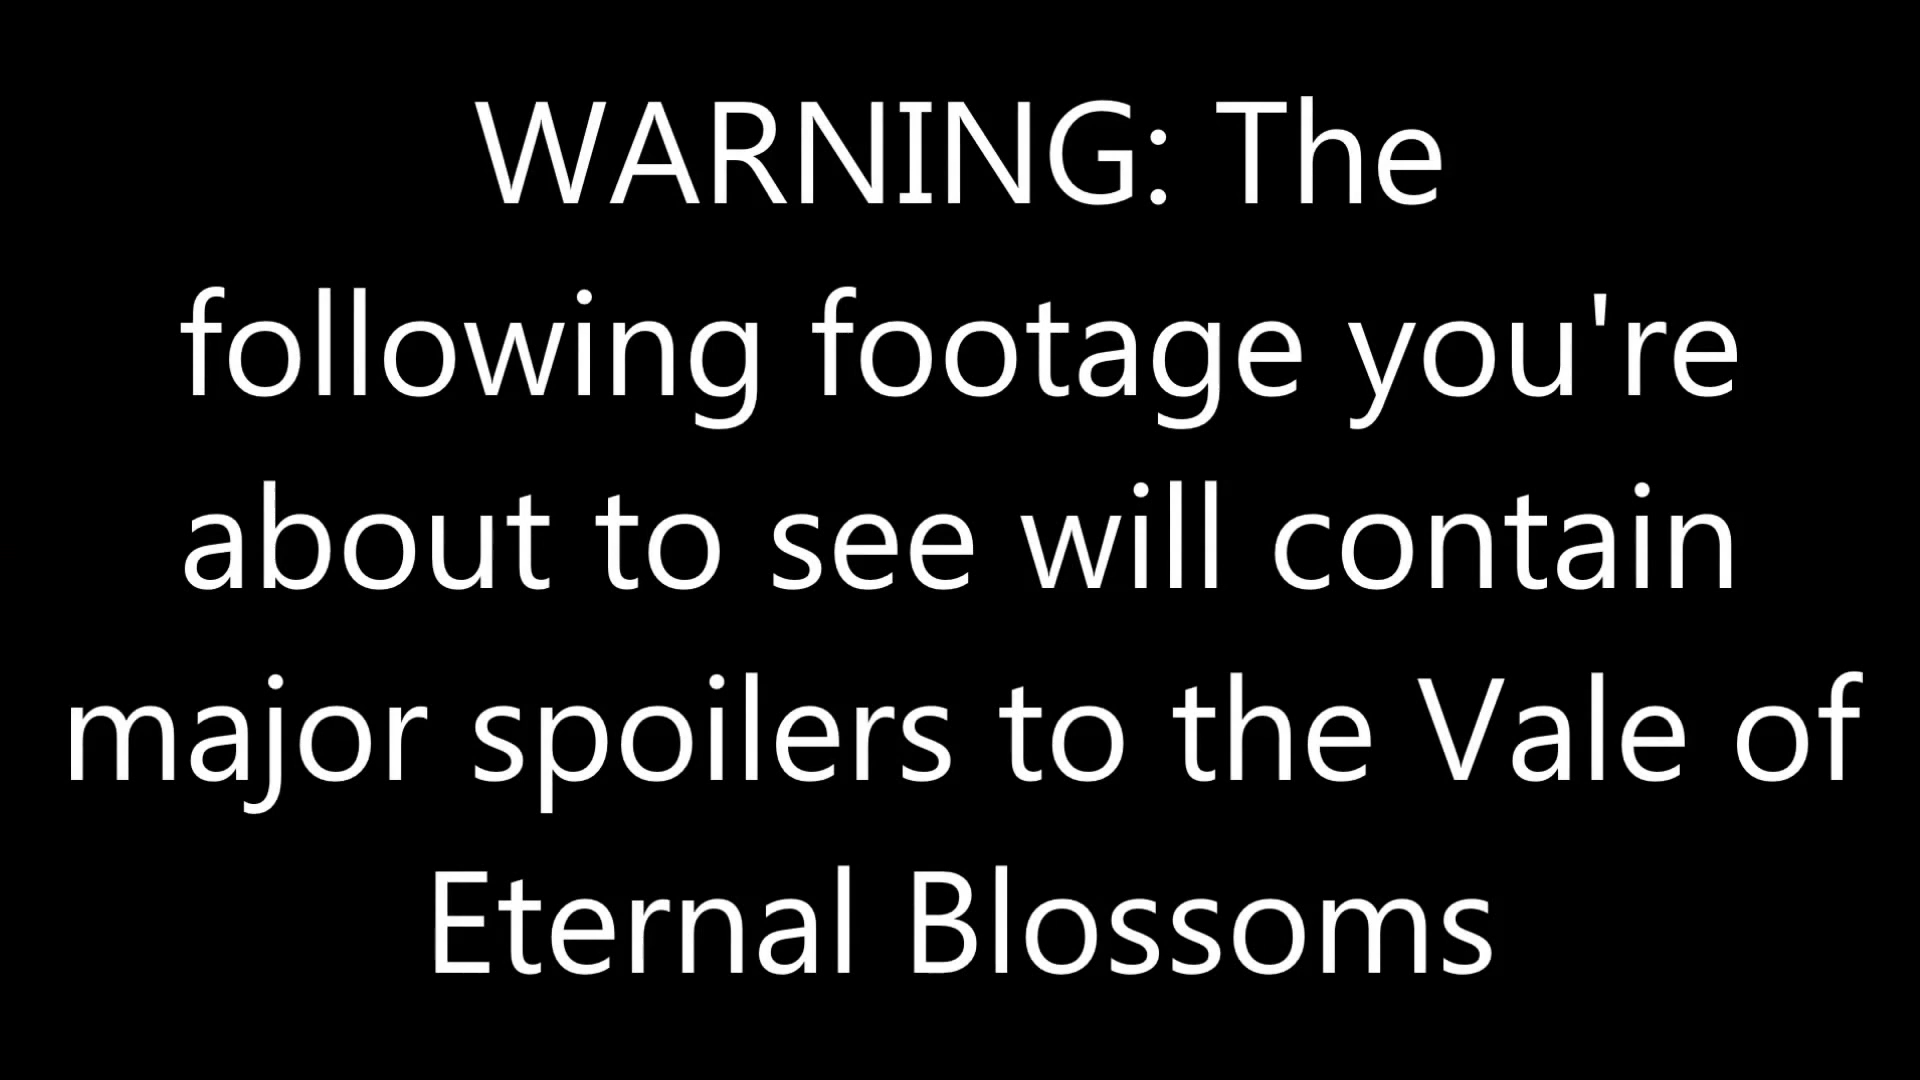 WARNING: The
following footage you're
about to see will contain
major spoilers to the Vale of
Eternal Blossoms